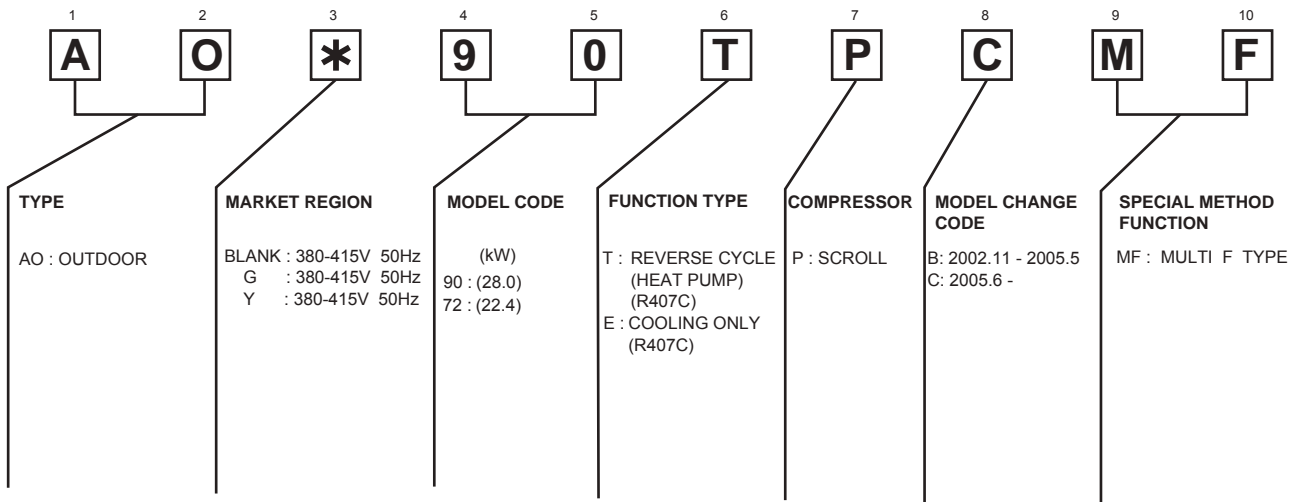 1 2 3 4 5 6 7 8 9 10
A O * 9 0 T P C M F
TYPE
AO : OUTDOOR
MARKET REGION
BLANK : 380-415V 50Hz
G : 380-415V 50Hz
Y : 380-415V 50Hz
MODEL CODE
(kW)
90 : (28.0)
72 : (22.4)
FUNCTION TYPE
T : REVERSE CYCLE
(HEAT PUMP)
(R407C)
E : COOLING ONLY
(R407C)
COMPRESSOR
P : SCROLL
MODEL CHANGE
CODE
B: 2002.11 - 2005.5
C: 2005.6 -
SPECIAL METHOD
FUNCTION
MF : MULTI F TYPE